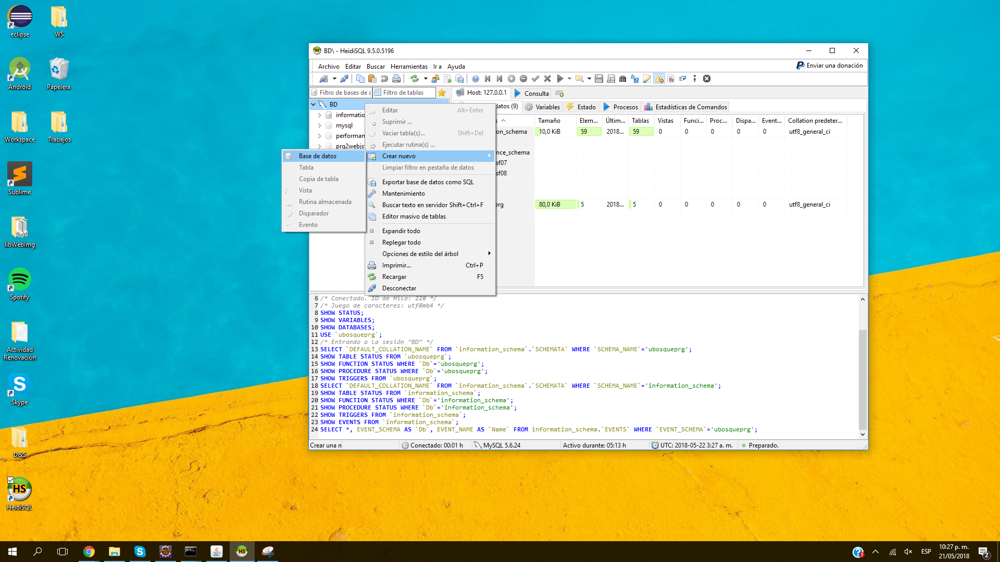 eclipse
WS
Android
Papelera
Workspace
Trabajos
Sublime
libWebImg
Spotify
Actividad
Renovación
Skype
D&S
HeidiSQL
BD\ - HeidiSQL 9.5.0.5196
Archivo Editar Buscar Herramientas Ir a Ayuda
Enviar una donación
Filtro de bases de c
Filtro de tablas
Host: 127.0.0.1
Consulta
BD
informatio
mysql
performan
prg2webjs
datos (9)
Variables
Estado
Procesos
Estadísticas de Comandos
Tamaño Elem... Últim... Tablas Vistas Funci... Proc... Dispa... Event... Collation predeter...
on_schema 10,0 KiB 59 2018... 59 0 0 0 0 0 utf8_general_ci
nce_schema
sf07
sf08
prg 80,0 KiB 5 2018... 5 0 0 0 0 0 utf8_general_ci
Editar Alt+Enter
Suprimir ...
Vaciar tabla(s)... Shift+Del
Ejecutar rutina(s) ...
Crear nuevo
Limpiar filtro en pestaña de datos
Exportar base de datos como SQL
Mantenimiento
Buscar texto en servidor Shift+Ctrl+F
Editor masivo de tablas
Expandir todo
Replegar todo
Opciones de estilo del árbol
Imprimir... Ctrl+P
Recargar F5
Desconectar
Base de datos
Tabla
Copia de tabla
Vista
Rutina almacenada
Disparador
Evento
6 /* Conectado. ID de Hilo: 228 */
7 /* Juego de caracteres: utf8mb4 */
8 SHOW STATUS;
9 SHOW VARIABLES;
10 SHOW DATABASES;
11 USE `ubosqueprg`;
12 /* Entrando a la sesión "BD" */
13 SELECT `DEFAULT_COLLATION_NAME` FROM `information_schema`.`SCHEMATA` WHERE `SCHEMA_NAME`='ubosqueprg';
14 SHOW TABLE STATUS FROM `ubosqueprg`;
15 SHOW FUNCTION STATUS WHERE `Db`='ubosqueprg';
16 SHOW PROCEDURE STATUS WHERE `Db`='ubosqueprg';
17 SHOW TRIGGERS FROM `ubosqueprg`;
18 SELECT `DEFAULT_COLLATION_NAME` FROM `information_schema`.`SCHEMATA` WHERE `SCHEMA_NAME`='information_schema';
19 SHOW TABLE STATUS FROM `information_schema`;
20 SHOW FUNCTION STATUS WHERE `Db`='information_schema';
21 SHOW PROCEDURE STATUS WHERE `Db`='information_schema';
22 SHOW TRIGGERS FROM `information_schema`;
23 SHOW EVENTS FROM `information_schema`;
24 SELECT *, EVENT_SCHEMA AS `Db`, EVENT_NAME AS `Name` FROM information_schema.`EVENTS` WHERE `EVENT_SCHEMA`='ubosqueprg';
Crear una n
Conectado: 00:01 h
MySQL 5.6.24
Activo durante: 05:13 h
UTC: 2018-05-22 3:27 a. m.
Preparado.
ESP
10:27 p. m.
21/05/2018
2